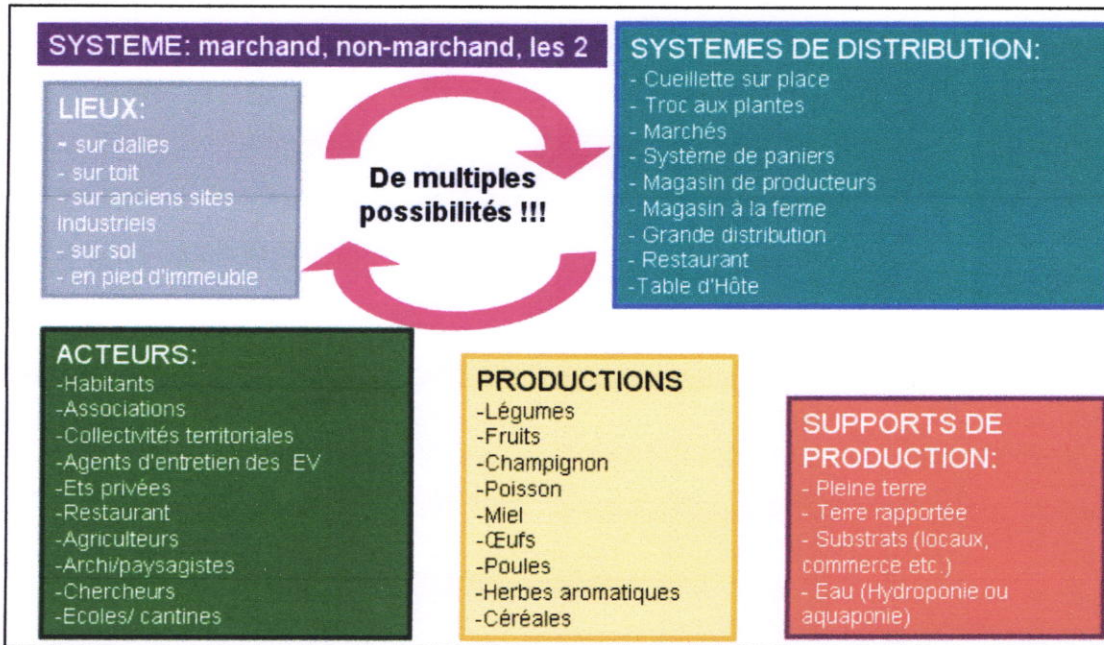 SYSTEME: marchand, non-marchand, les 2
LIEUX:
- sur dalles
- sur toit
- sur anciens sites
industriels
- sur sol
- en pied d'immeuble
De multiples
possibilités !!!
SYSTEMES DE DISTRIBUTION:
- Cueillette sur place
- Troc aux plantes
- Marchés
- Système de paniers
- Magasin de producteurs
- Magasin à la ferme
- Grande distribution
- Restaurant
-Table d'Hôte
ACTEURS:
-Habitants
-Associations
-Collectivités territoriales
-Agents d'entretien des EV
-Ets privées
-Restaurant
-Agriculteurs
-Archi/paysagistes
-Chercheurs
-Ecoles/ cantines
PRODUCTIONS
-Légumes
-Fruits
-Champignon
-Poisson
-Miel
-Œufs
-Poules
-Herbes aromatiques
-Céréales
SUPPORTS DE
PRODUCTION:
- Pleine terre
- Terre rapportée
- Substrats (locaux,
commerce etc.)
- Eau (Hydroponie ou
aquaponie)